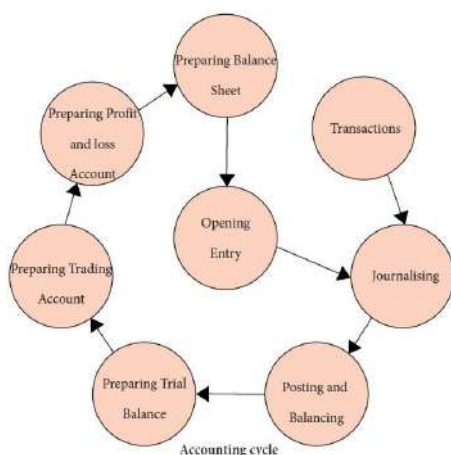 Preparing Balance
Sheet
Preparing Profit
and loss
Account
Transactions
Opening
Entry
Preparing Trading
Account
Journalising
Preparing Trial
Balance
Posting and
Balancing
Accounting cycle